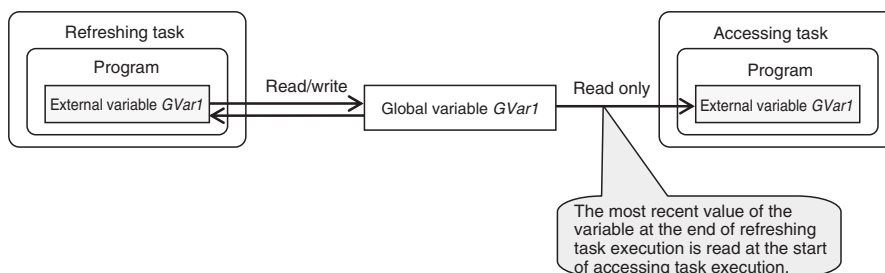 Refreshing task
Program
External variable GVar1
Read/write
Global variable GVar1
Read only
Accessing task
Program
External variable GVar1
The most recent value of the
variable at the end of refreshing
task execution is read at the start
of accessing task execution.